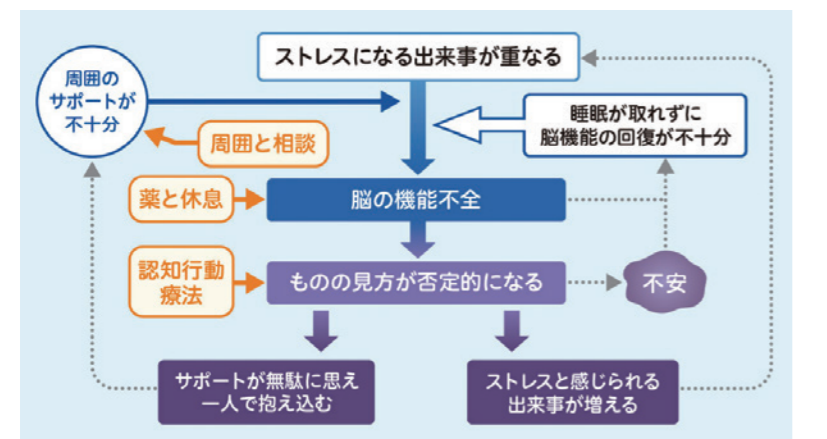 ストレスになる出来事が重なる
周囲の
サポートが
不十分
睡眠が取れずに
脳機能の回復が不十分
周囲と相談
薬と休息
脳の機能不全
認知行動
療法
ものの見方が否定的になる
不安
サポートが無駄に思え
一人で抱え込む
ストレスと感じられる
出来事が増える